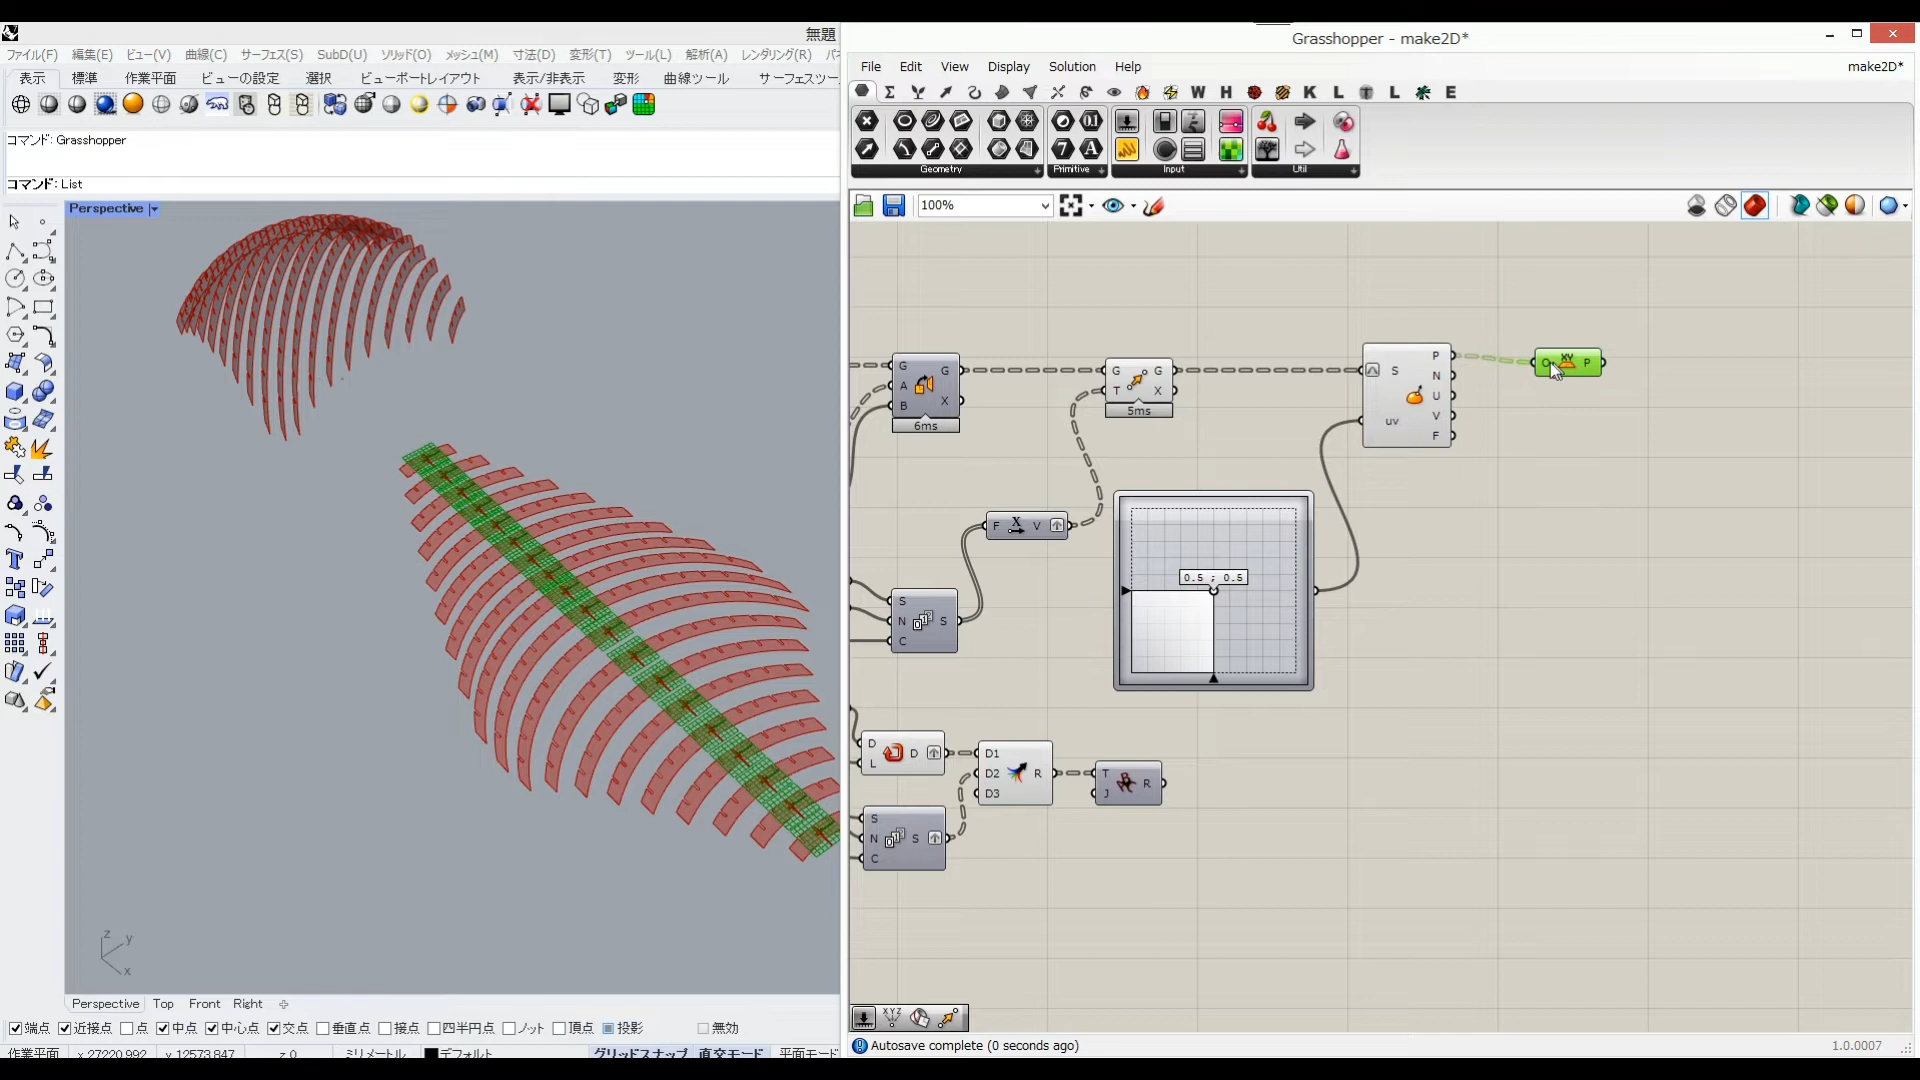 無題
ファイル(F) 編集(E) ビュー(V) 曲線(C) サーフェス(S) SubD(U) ソリッド(O) メッシュ(M) 寸法(D) 変形(T) ツール(L) 解析(A) レンダリング(R)
表示 標準 作業平面 ビューの設定 選択 ビューポートレイアウト 表示/非表示 変形 曲線ツール サーフェスツー
コマンド: Grasshopper
コマンド: List
Perspective
z
y
x
Perspective Top Front Right
端点 近接点 点 中点 中心点 交点 垂直点 接点 四半円点 ノット 頂点 投影 無効
作業平面 x 27220.992 y 12573.847 z 0 ミリメートル デフォルト グリッドスナップ 直交モード 平面モード
Grasshopper - make2D*
File Edit View Display Solution Help make2D*
W H K L L E
Geometry Primitive Input Util
100%
G A B G X
6ms
G T G X
5ms
S uv P N U V F
XY P
F X V
S N C S
0.5 ; 0.5
D L D
D1 D2 D3 R
T J R
S N C S
XYZ
Autosave complete (0 seconds ago) 1.0.0007